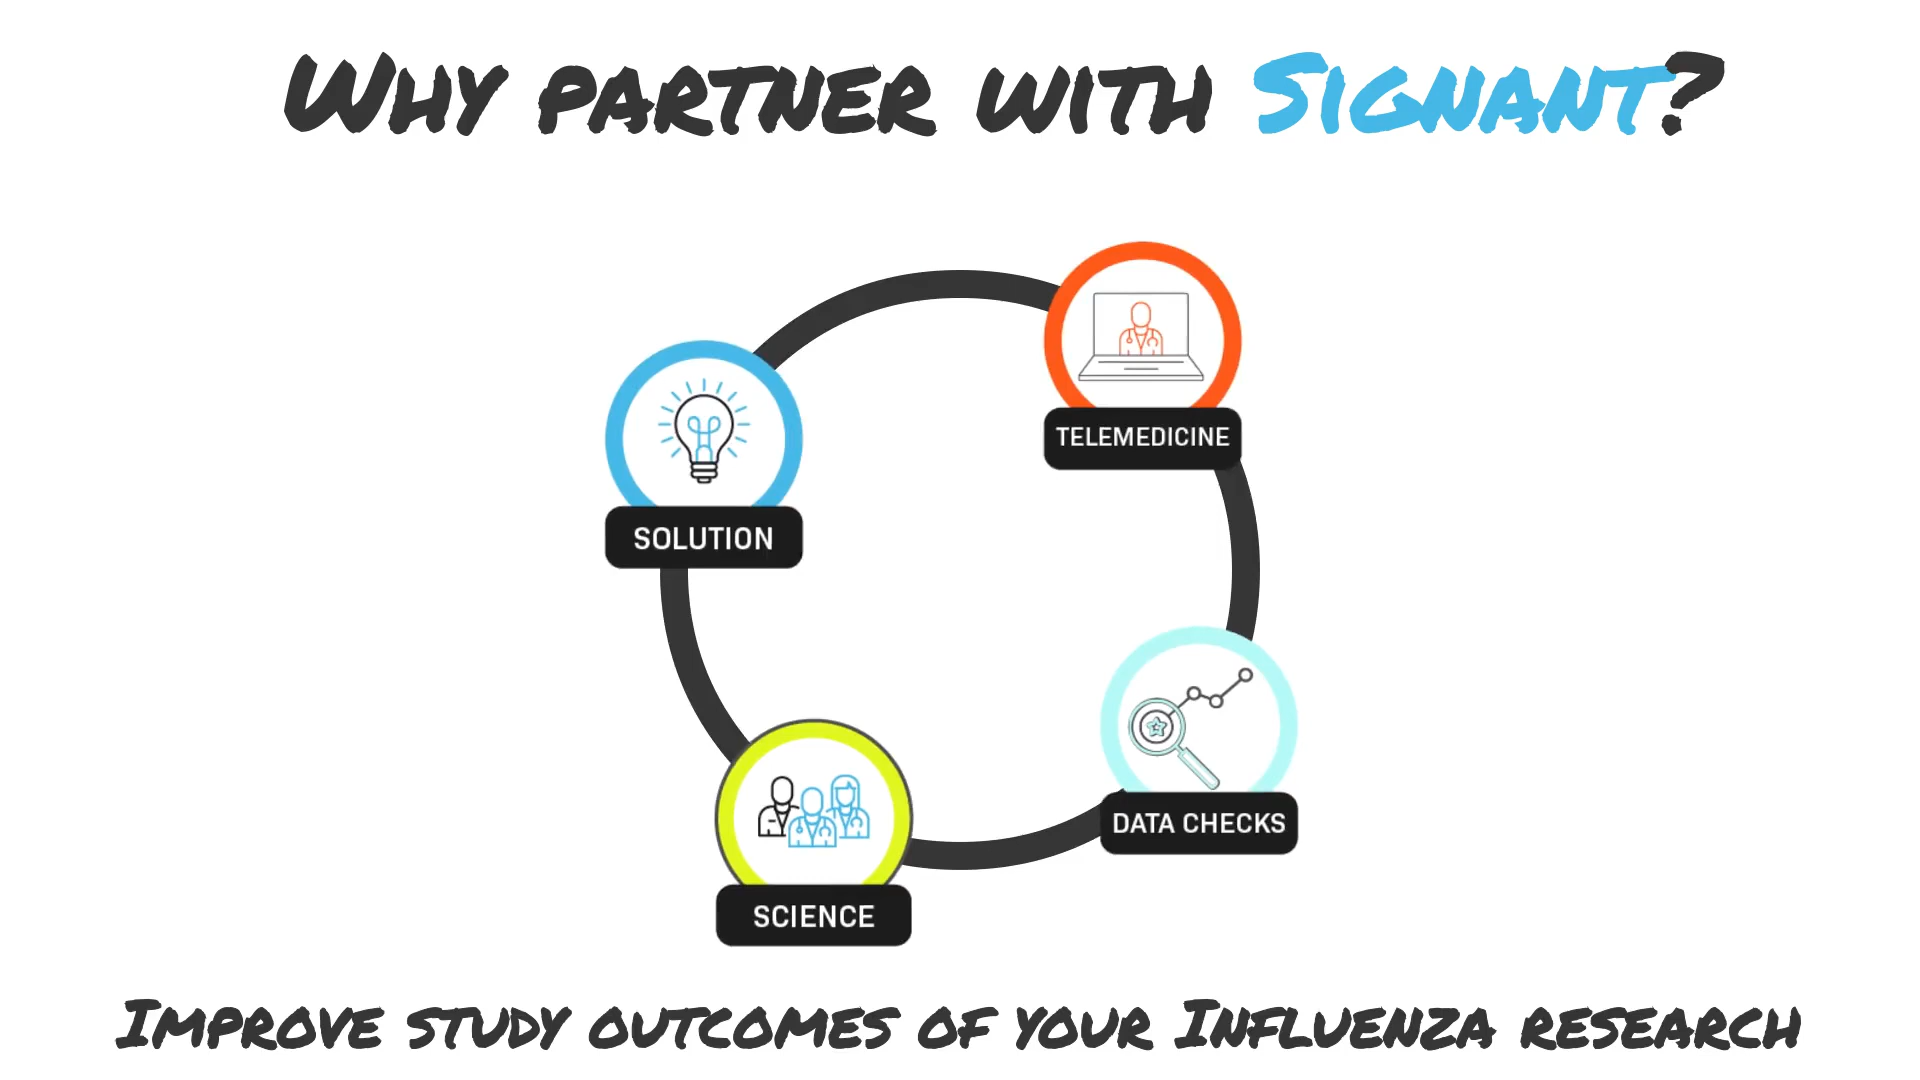 Why partner with Signant?
TELEMEDICINE
SOLUTION
DATA CHECKS
SCIENCE
Improve study outcomes of your Influenza research